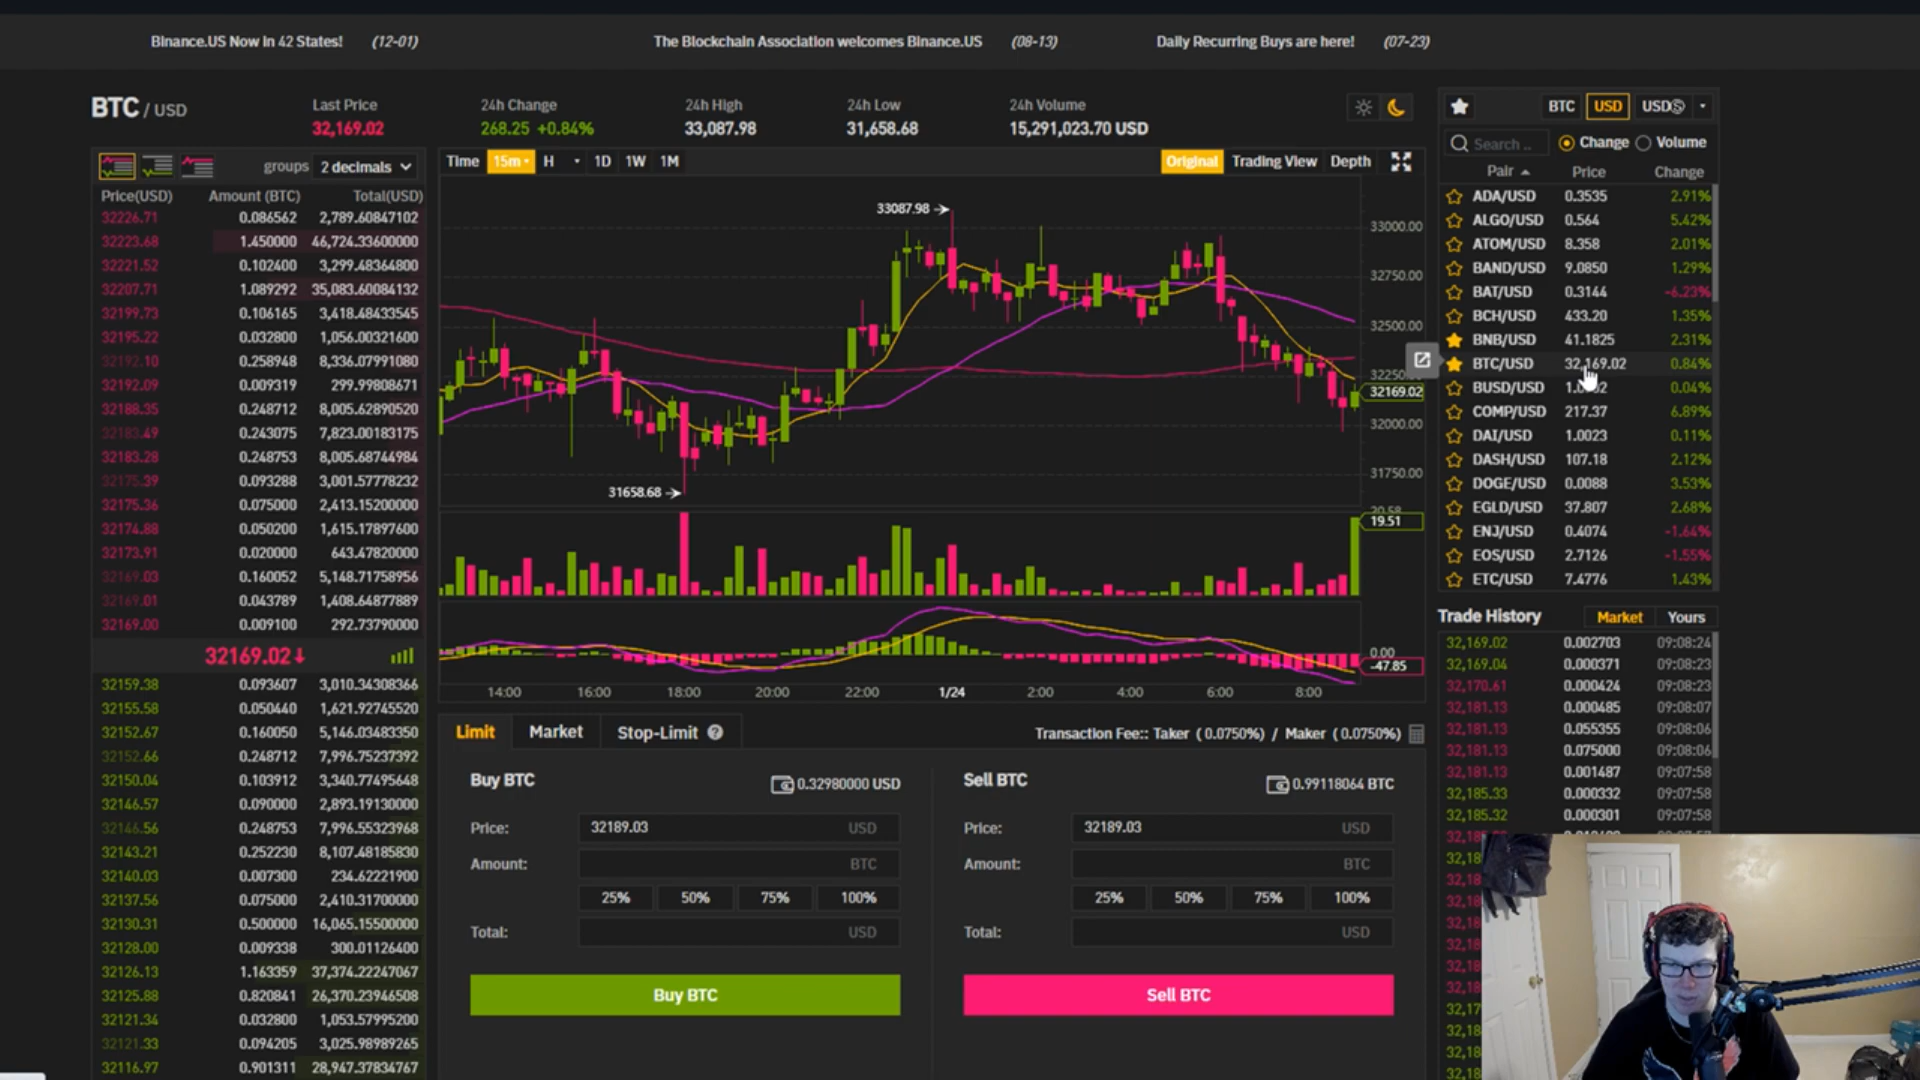 Binance.US Now in 42 States! (12-01)
The Blockchain Association welcomes Binance.US (08-13)
Daily Recurring Buys are here! (07-23)
BTC / USD
Last Price
32,169.02
24h Change
268.25 +0.84%
24h High
33,087.98
24h Low
31,658.68
24h Volume
15,291,023.70 USD
groups 2 decimals
Price(USD) Amount (BTC) Total(USD)
32226.71 0.086562 2,789.60847102
32223.68 1.450000 46,724.33600000
32221.52 0.102400 3,299.48364800
32207.71 1.089292 35,083.60084132
32199.73 0.106165 3,418.48433545
32195.22 0.032800 1,056.00321600
32192.10 0.258948 8,336.07991080
32192.09 0.009319 299.99808671
32188.35 0.248712 8,005.62890520
32183.49 0.243075 7,823.00183175
32183.28 0.248753 8,005.68744984
32175.39 0.093288 3,001.57778232
32175.36 0.075000 2,413.15200000
32174.88 0.050200 1,615.17897600
32173.91 0.020000 643.47820000
32169.03 0.160052 5,148.71758956
32169.01 0.043789 1,408.64877889
32169.00 0.009100 292.73790000
32169.02↓
32159.38 0.093607 3,010.34308366
32155.58 0.050440 1,621.92745520
32152.67 0.160050 5,146.03483350
32152.66 0.248712 7,996.75237392
32150.04 0.103912 3,340.77495648
32146.57 0.090000 2,893.19130000
32146.56 0.248753 7,996.55323968
32143.21 0.252230 8,107.48185830
32140.03 0.007300 234.62221900
32137.56 0.075000 2,410.31700000
32130.31 0.500000 16,065.15500000
32128.00 0.009338 300.01126400
32126.13 1.163359 37,374.22247067
32125.88 0.820841 26,370.23946508
32121.34 0.032800 1,053.57995200
32121.33 0.094205 3,025.98989265
32116.97 0.901311 28,947.37834767
Time 15m H 1D 1W 1M
Original Trading View Depth
33087.98
31658.68
33000.00
32750.00
32500.00
32169.02
32000.00
31750.00
19.51
0.00
-47.85
14:00 16:00 18:00 20:00 22:00 1/24 2:00 4:00 6:00 8:00
Limit Market Stop-Limit ?
Transaction Fee:: Taker ( 0.0750%) / Maker ( 0.0750%)
Buy BTC 0.32980000 USD
Price: 32189.03 USD
Amount: BTC
25% 50% 75% 100%
Total: USD
Buy BTC
Sell BTC 0.99118064 BTC
Price: 32189.03 USD
Amount: BTC
25% 50% 75% 100%
Total: USD
Sell BTC
BTC USD USDⓈ
Search .. Change Volume
Pair Price Change
ADA/USD 0.3535 2.91%
ALGO/USD 0.564 5.42%
ATOM/USD 8.358 2.01%
BAND/USD 9.0850 1.29%
BAT/USD 0.3144 -6.23%
BCH/USD 433.20 1.35%
BNB/USD 41.1825 2.31%
BTC/USD 32,169.02 0.84%
BUSD/USD 0.04%
COMP/USD 217.37 6.89%
DAI/USD 1.0023 0.11%
DASH/USD 107.18 2.12%
DOGE/USD 0.0088 3.53%
EGLD/USD 37.807 2.68%
ENJ/USD 0.4074 -1.64%
EOS/USD 2.7126 -1.55%
ETC/USD 7.4776 1.43%
Trade History Market Yours
32,169.02 0.002703 09:08:24
32,169.04 0.000371 09:08:23
32,170.61 0.000424 09:08:23
32,181.13 0.000485 09:08:07
32,181.13 0.055355 09:08:06
32,181.13 0.075000 09:08:06
32,181.13 0.001487 09:07:58
32,185.33 0.000332 09:07:58
32,185.32 0.000301 09:07:58